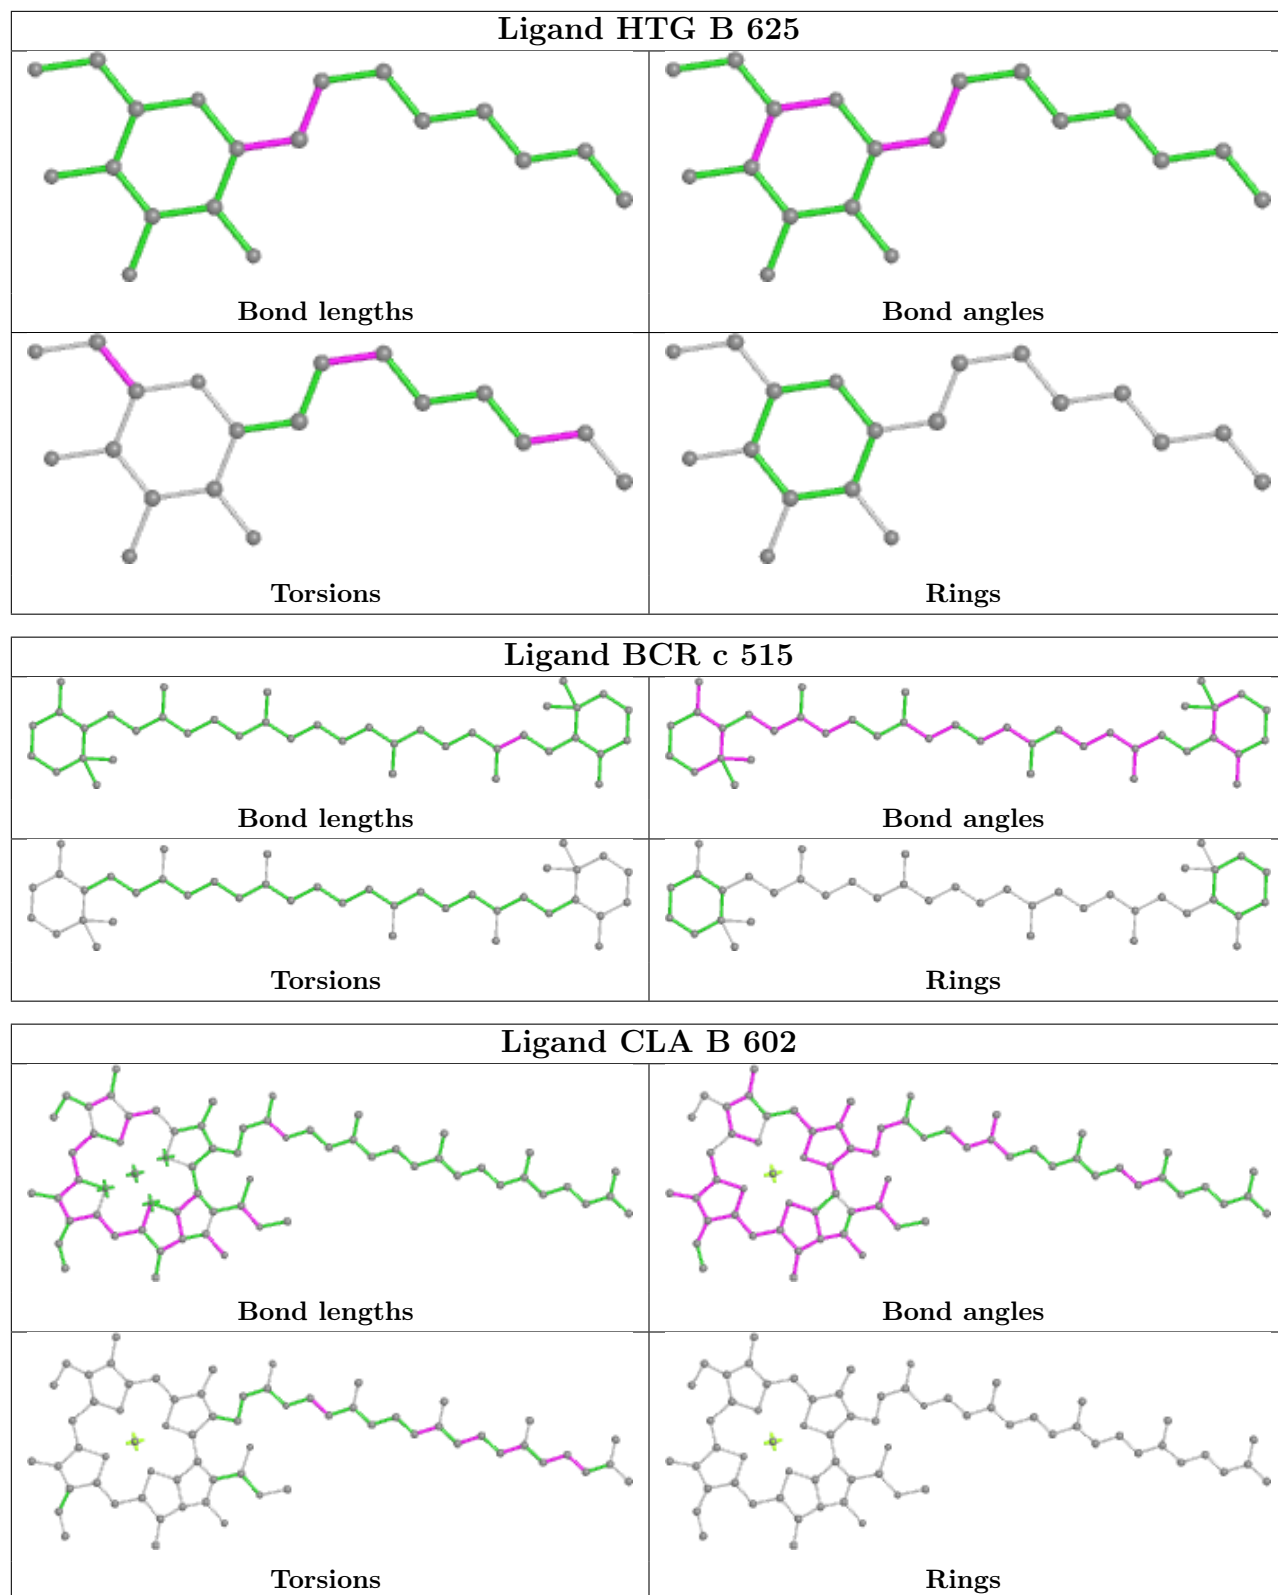 Ligand HTG B 625
Bond lengths
Bond angles
Torsions
Rings
Ligand BCR c 515
Bond lengths
Bond angles
Torsions
Rings
Ligand CLA B 602
Bond lengths
Bond angles
Torsions
Rings